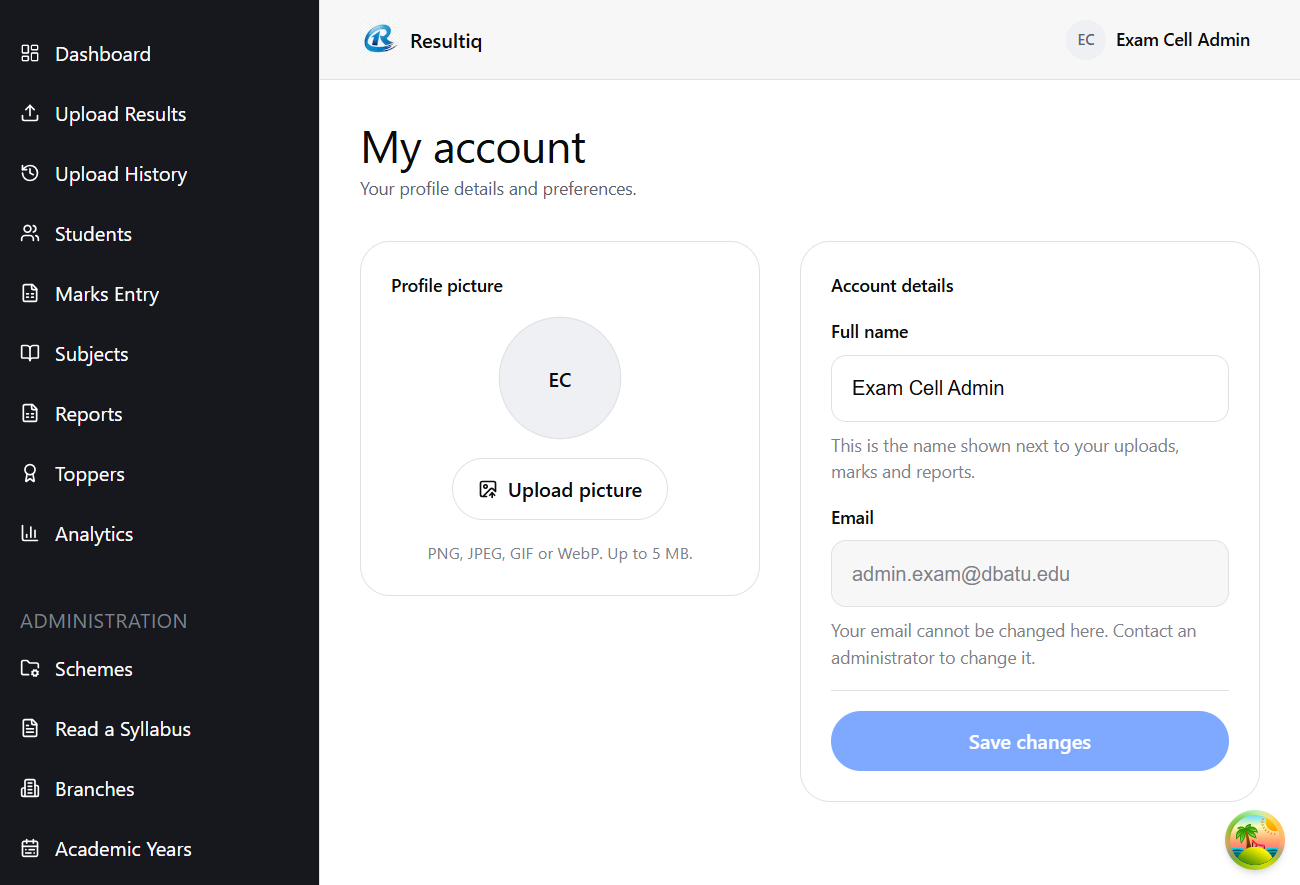 Dashboard
Upload Results
Upload History
Students
Marks Entry
Subjects
Reports
Toppers
Analytics
ADMINISTRATION
Schemes
Read a Syllabus
Branches
Academic Years
Resultiq
EC
Exam Cell Admin
My account
Your profile details and preferences.
Profile picture
EC
Upload picture
PNG, JPEG, GIF or WebP. Up to 5 MB.
Account details
Full name
Exam Cell Admin
This is the name shown next to your uploads,
marks and reports.
Email
admin.exam@dbatu.edu
Your email cannot be changed here. Contact an
administrator to change it.
Save changes